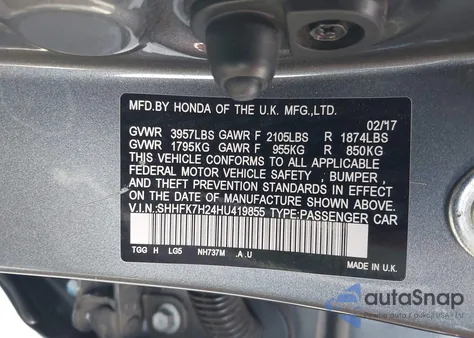 MFD.BY HONDA OF THE U.K. MFG.,LTD.
02/'17
GVWR 3957LBS GAWR F 2105LBS R 1874LBS
GVWR 1795KG GAWR F 955KG R 850KG
THIS VEHICLE CONFORMS TO ALL APPLICABLE
FEDERAL MOTOR VEHICLE SAFETY , BUMPER ,
AND THEFT PREVENTION STANDARDS IN EFFECT
ON THE DATE OF MANUFACTURE SHOWN ABOVE.
V.I.N.:SHHFK7H24HU419855 TYPE:PASSENGER CAR
TGG H LG5 NH737M .A.U
MADE IN U.K.
autaSnap